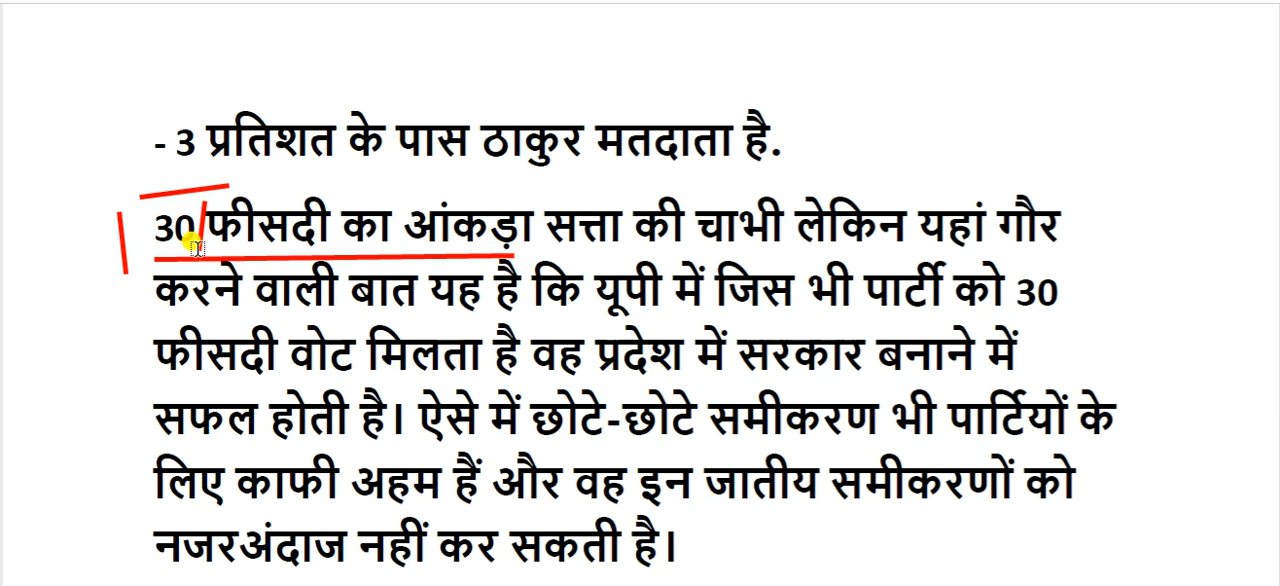 - 3 प्रतिशत के पास ठाकुर मतदाता है.
30 फीसदी का आंकड़ा सत्ता की चाभी लेकिन यहां गौर
करने वाली बात यह है कि यूपी में जिस भी पार्टी को 30
फीसदी वोट मिलता है वह प्रदेश में सरकार बनाने में
सफल होती है। ऐसे में छोटे-छोटे समीकरण भी पार्टियों के
लिए काफी अहम हैं और वह इन जातीय समीकरणों को
नजरअंदाज नहीं कर सकती है।